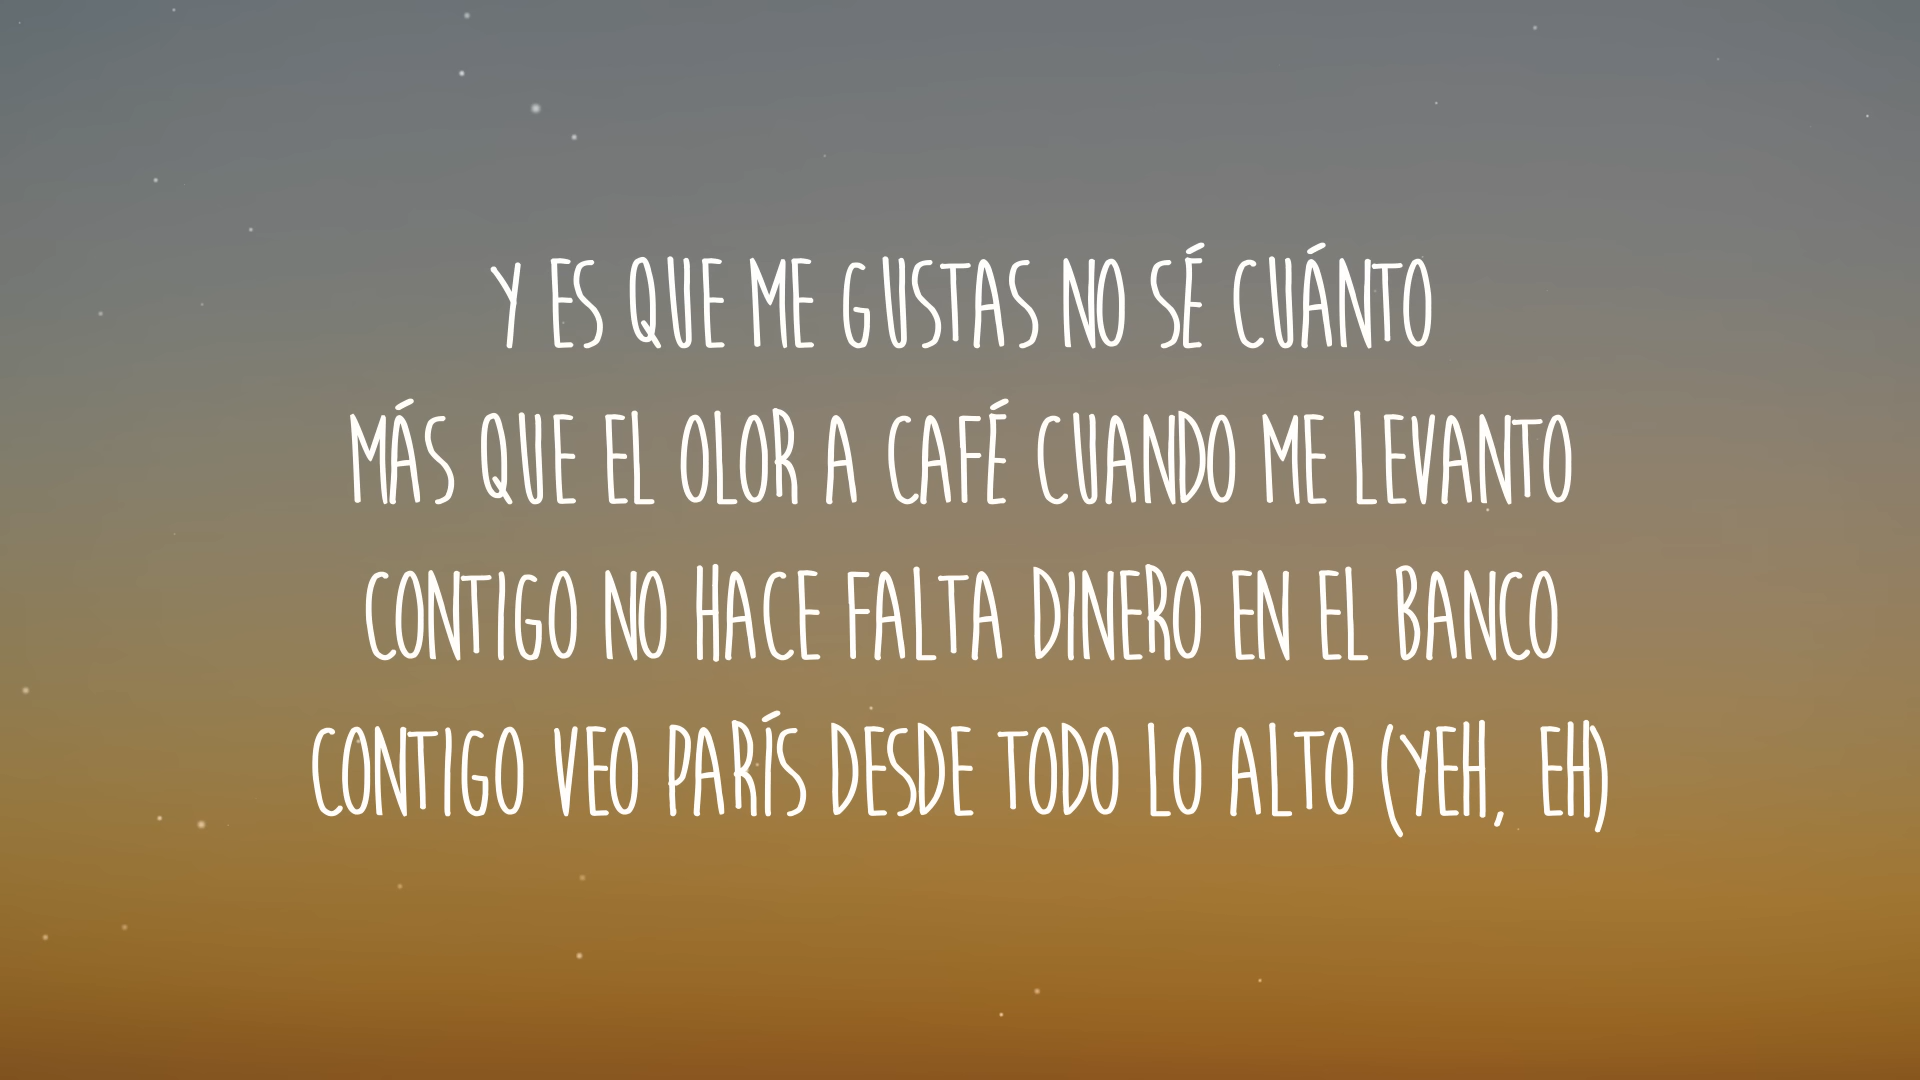 Y ES QUE ME GUSTAS NO SÉ CUÁNTO
MÁS QUE EL OLOR A CAFÉ CUANDO ME LEVANTO
CONTIGO NO HACE FALTA DINERO EN EL BANCO
CONTIGO VEO PARÍS DESDE TODO LO ALTO (YEH, EH)